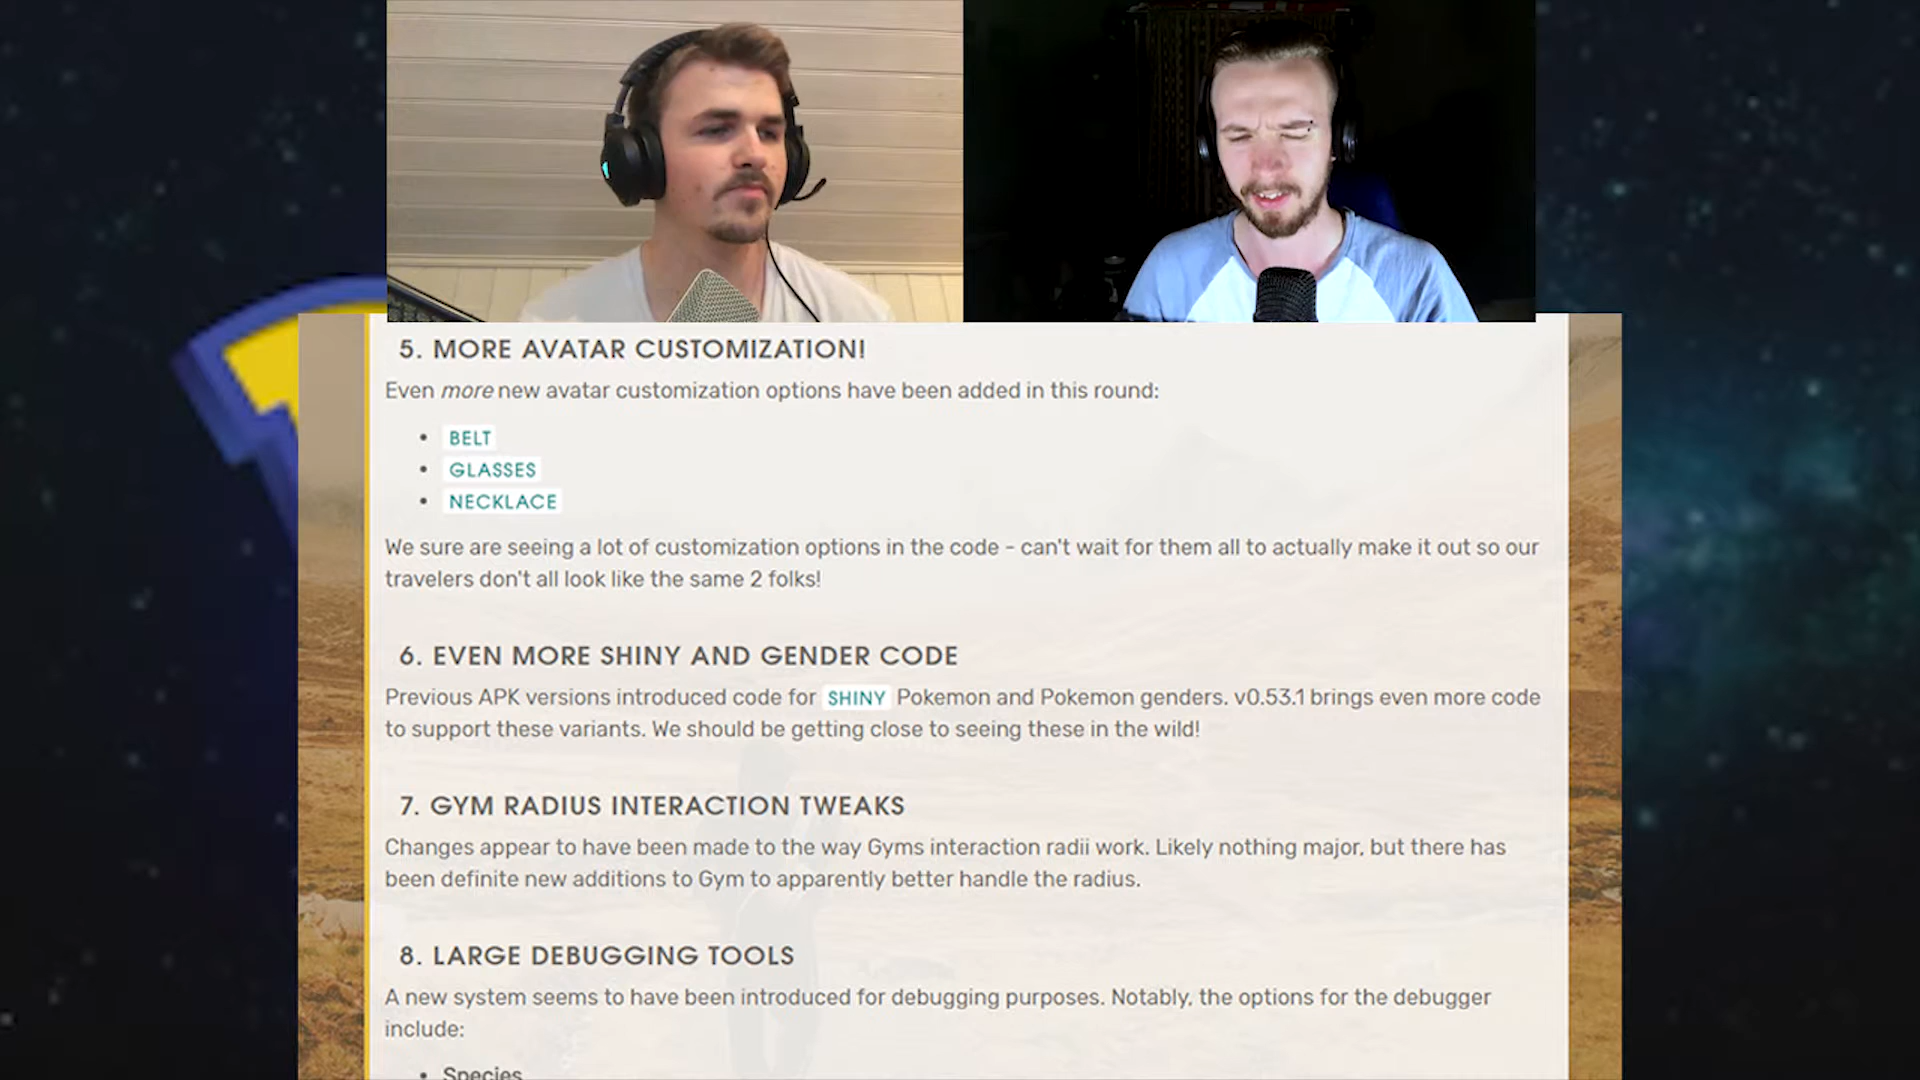 5. MORE AVATAR CUSTOMIZATION!
Even more new avatar customization options have been added in this round:
• BELT
• GLASSES
• NECKLACE
We sure are seeing a lot of customization options in the code - can't wait for them all to actually make it out so our
travelers don't all look like the same 2 folks!
6. EVEN MORE SHINY AND GENDER CODE
Previous APK versions introduced code for SHINY Pokemon and Pokemon genders. v0.53.1 brings even more code
to support these variants. We should be getting close to seeing these in the wild!
7. GYM RADIUS INTERACTION TWEAKS
Changes appear to have been made to the way Gyms interaction radii work. Likely nothing major, but there has
been definite new additions to Gym to apparently better handle the radius.
8. LARGE DEBUGGING TOOLS
A new system seems to have been introduced for debugging purposes. Notably, the options for the debugger
include:
• Species